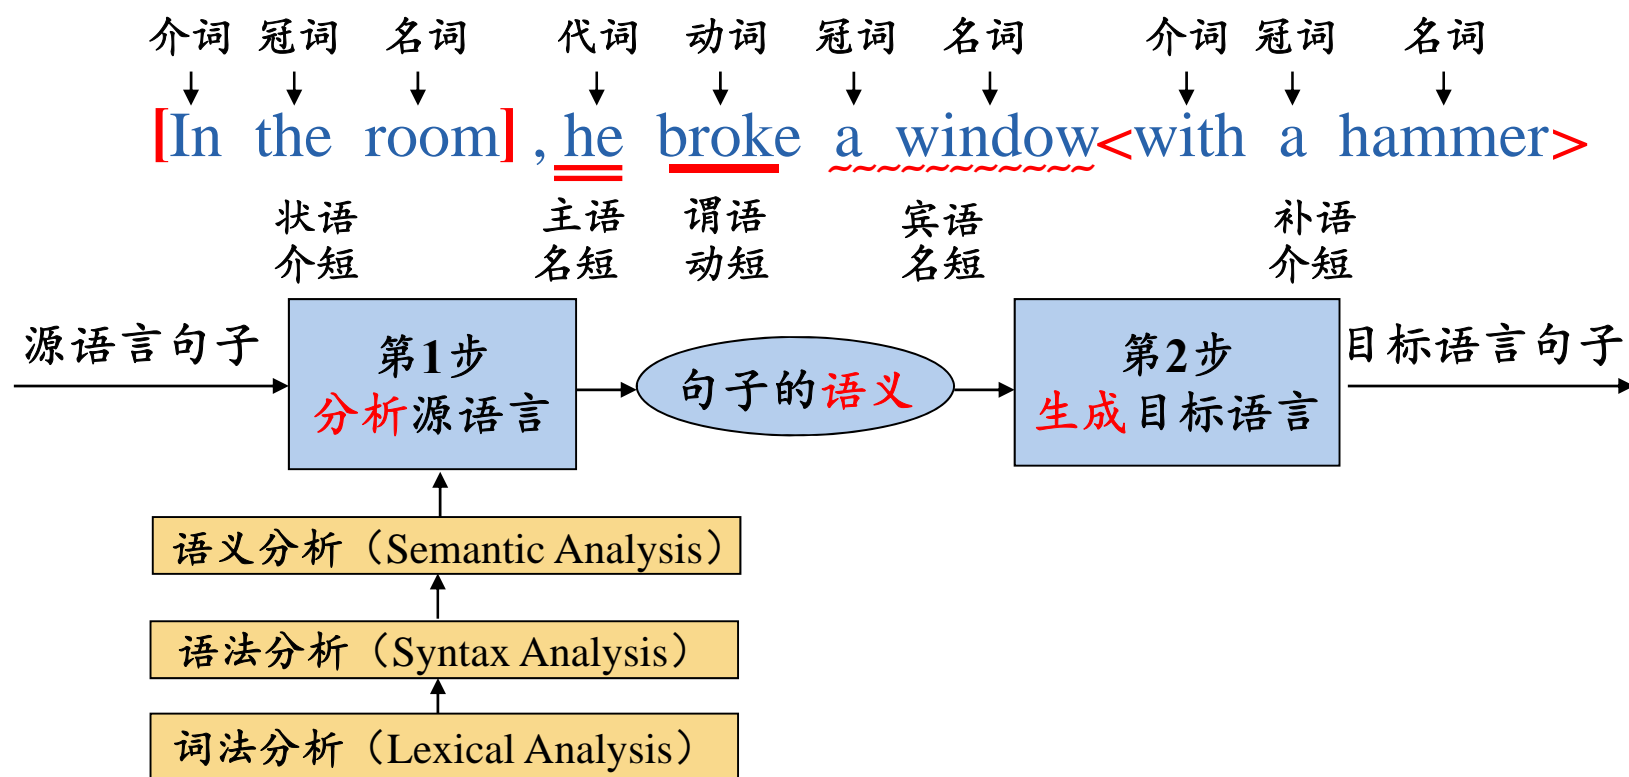 介词 冠词 名词 代词 动词 冠词 名词 介词 冠词 名词
[In the room] , he broke a window<with a hammer>
状语 主语 谓语 宾语 补语
介短 名短 动短 名短 介短
源语言句子
第1步
分析源语言
句子的语义
第2步
生成目标语言
目标语言句子
语义分析（Semantic Analysis）
语法分析（Syntax Analysis）
词法分析（Lexical Analysis）